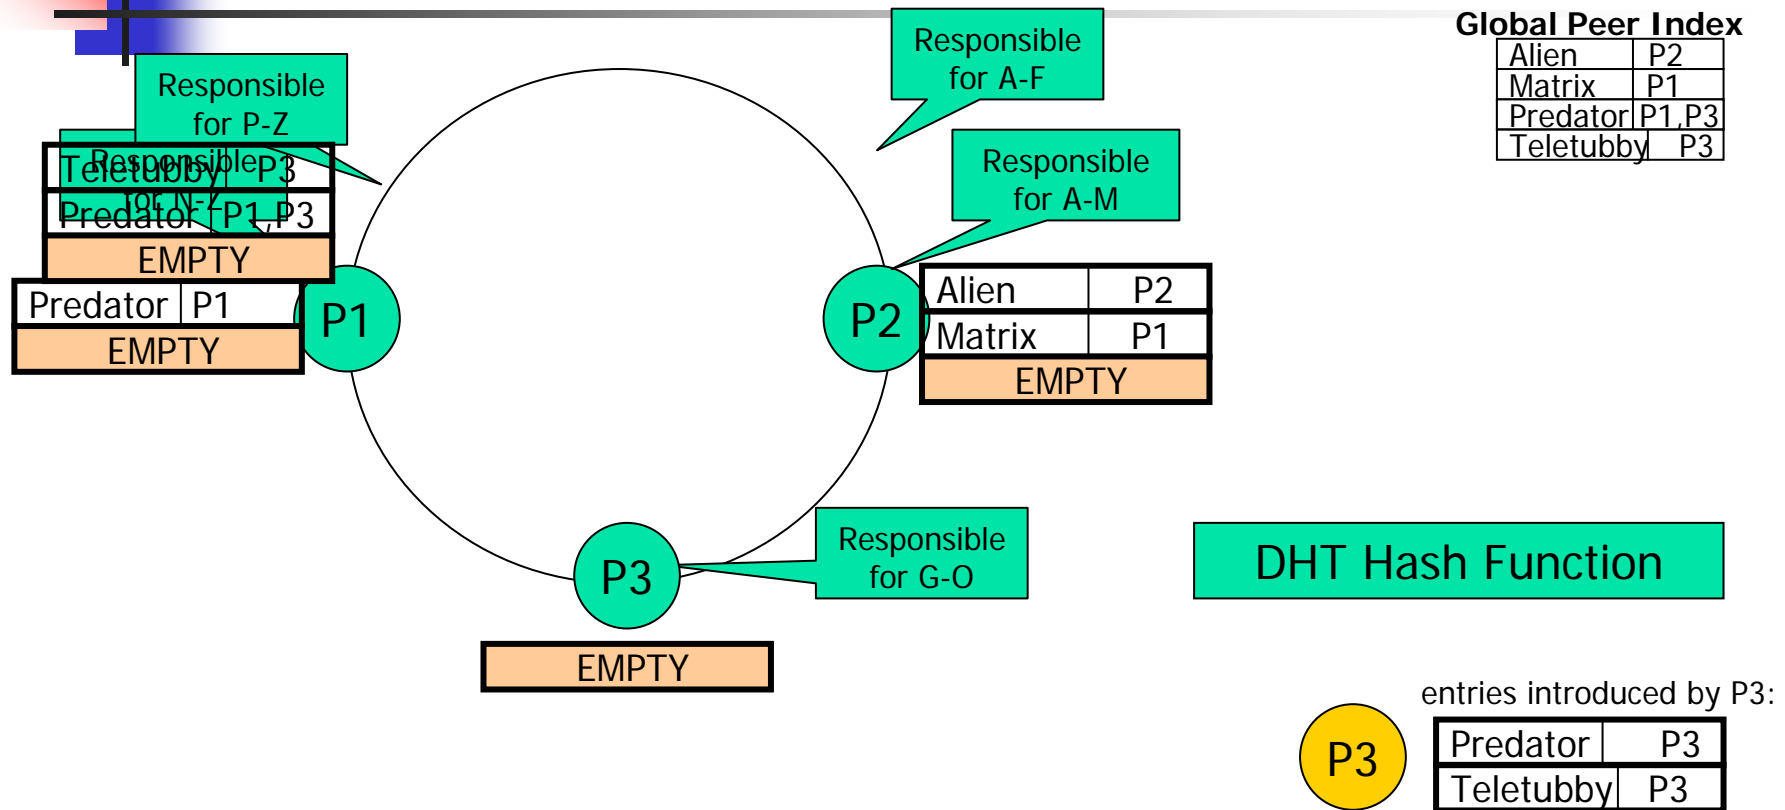 Global Peer Index
Alien P2
Matrix P1
Predator P1,P3
Teletubby P3
Responsible
for A-F
Responsible
for P-Z
Responsible
for N-Z
Teletubby P3
Predator P1,P3
EMPTY
Predator P1
EMPTY
P1
Responsible
for A-M
P2
Alien P2
Matrix P1
EMPTY
Responsible
for G-O
P3
EMPTY
DHT Hash Function
entries introduced by P3:
P3
Predator P3
Teletubby P3